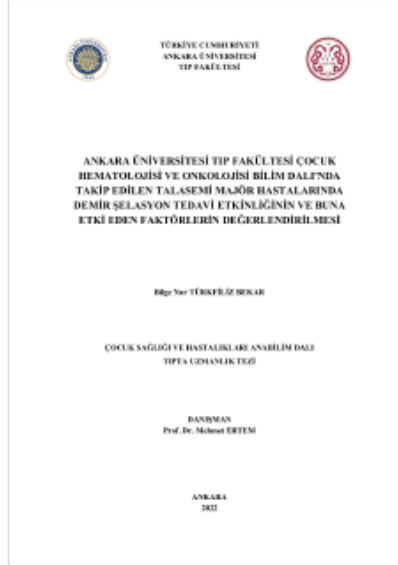 TÜRKİYE CUMHURİYETİ
ANKARA ÜNİVERSİTESİ
TIP FAKÜLTESİ
ANKARA ÜNİVERSİTESİ TIP FAKÜLTESİ ÇOCUK
HEMATOLOJİSİ VE ONKOLOJİSİ BİLİM DALI'NDA
TAKİP EDİLEN TALASEMİ MAJÖR HASTALARINDA
DEMİR ŞELASYON TEDAVİ ETKİNLİĞİNİN VE BUNA
ETKİ EDEN FAKTÖRLERİN DEĞERLENDİRİLMESİ
Bilge Nur TÜRKFİLİZ BEKAR
ÇOCUK SAĞLIĞI VE HASTALIKLARI ANABİLİM DALI
TIPTA UZMANLIK TEZİ
DANIŞMAN
Prof. Dr. Mehmet ERTEM
ANKARA
2022